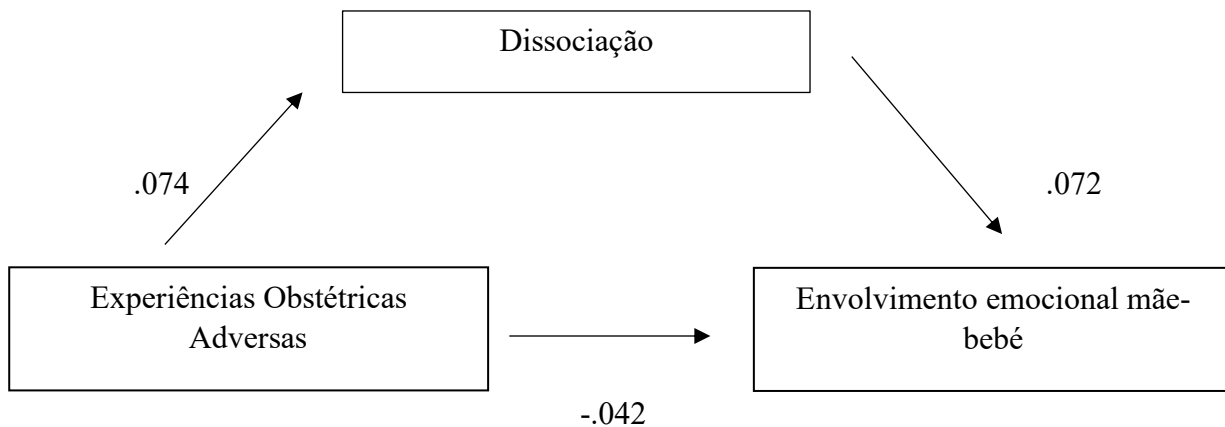 Dissociação
.074
.072
Experiências Obstétricas
Adversas
Envolvimento emocional mãe-
bebé
-.042